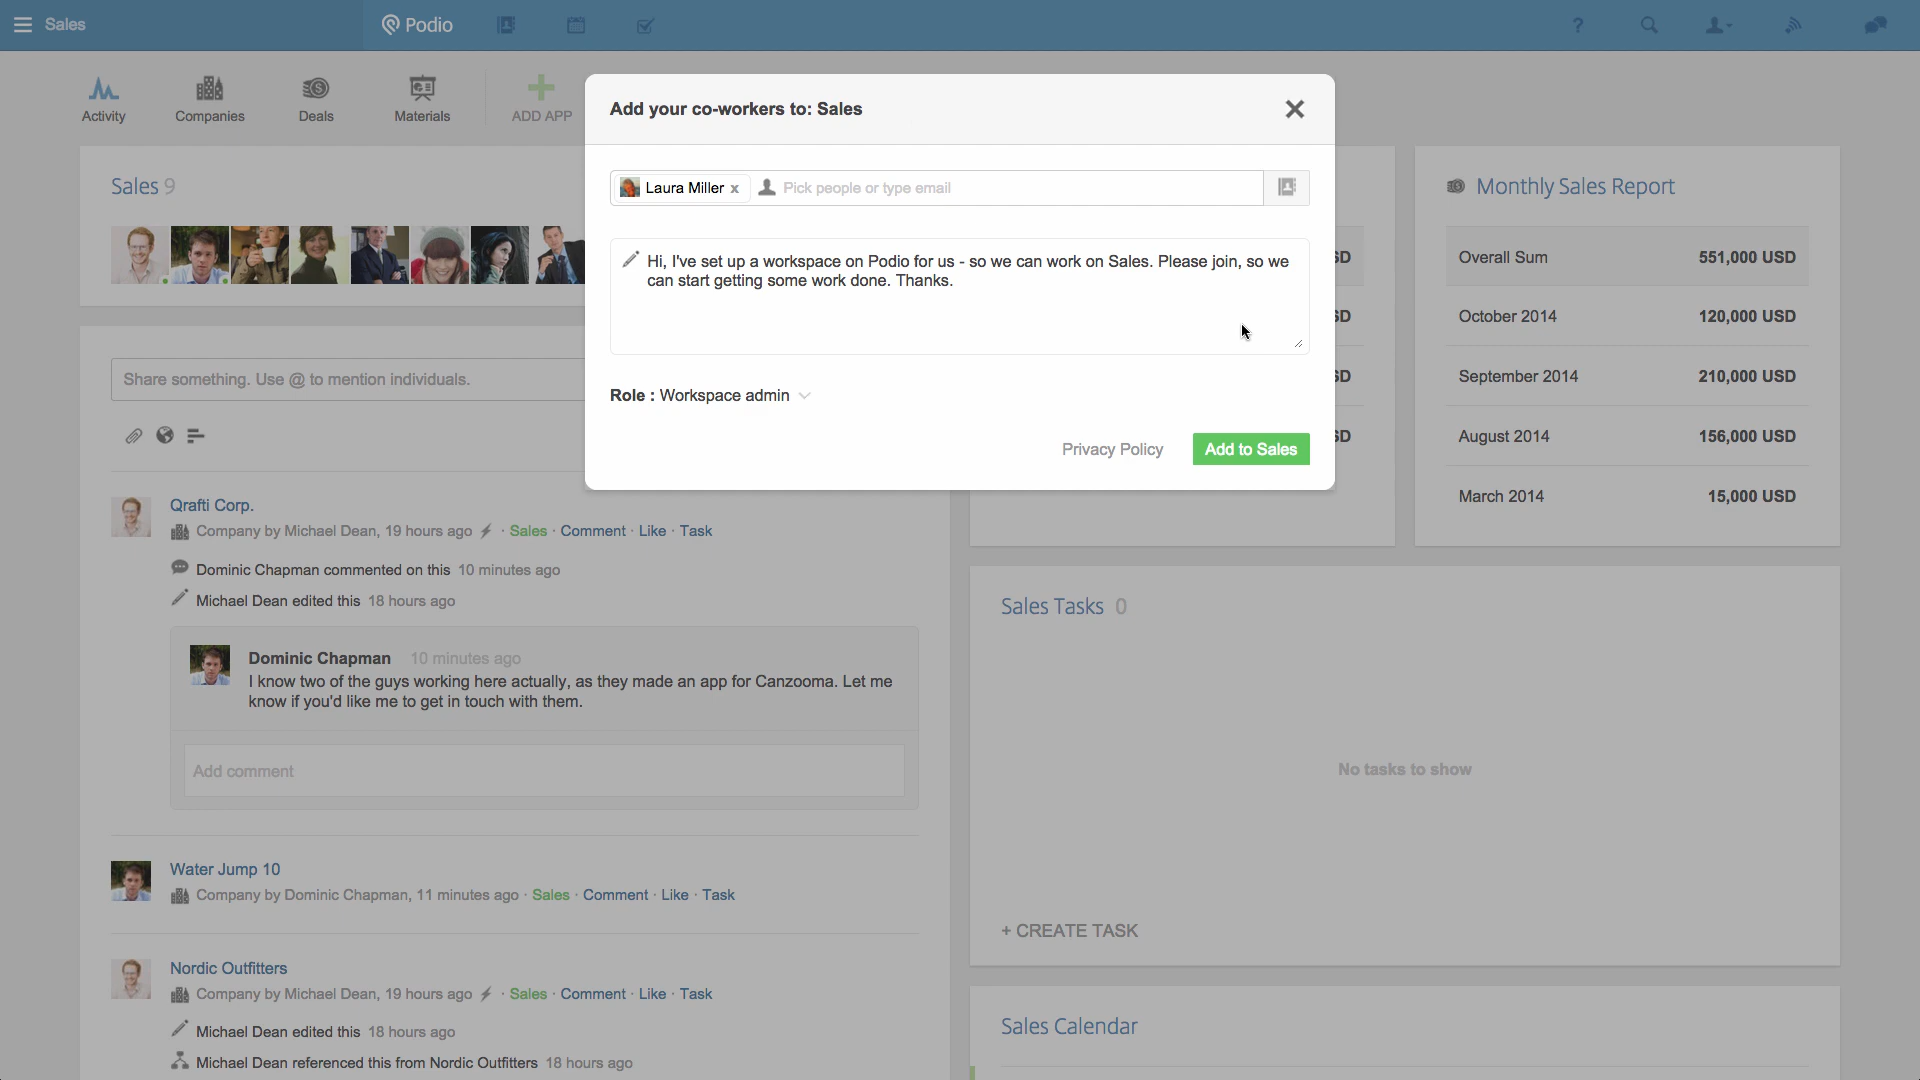 Sales
Podio
?
Activity
Companies
Deals
Materials
ADD APP
Add your co-workers to: Sales
Laura Miller x
Pick people or type email
Hi, I've set up a workspace on Podio for us - so we can work on Sales. Please join, so we
can start getting some work done. Thanks.
Role : Workspace admin
Privacy Policy
Add to Sales
Sales 9
Share something. Use @ to mention individuals.
Qrafti Corp.
Company by Michael Dean, 19 hours ago · Sales · Comment · Like · Task
Dominic Chapman commented on this 10 minutes ago
Michael Dean edited this 18 hours ago
Dominic Chapman 10 minutes ago
I know two of the guys working here actually, as they made an app for Canzooma. Let me
know if you'd like me to get in touch with them.
Add comment
Water Jump 10
Company by Dominic Chapman, 11 minutes ago · Sales · Comment · Like · Task
Nordic Outfitters
Company by Michael Dean, 19 hours ago · Sales · Comment · Like · Task
Michael Dean edited this 18 hours ago
Michael Dean referenced this from Nordic Outfitters 18 hours ago
Monthly Sales Report
Overall Sum 551,000 USD
October 2014 120,000 USD
September 2014 210,000 USD
August 2014 156,000 USD
March 2014 15,000 USD
Sales Tasks 0
No tasks to show
+ CREATE TASK
Sales Calendar